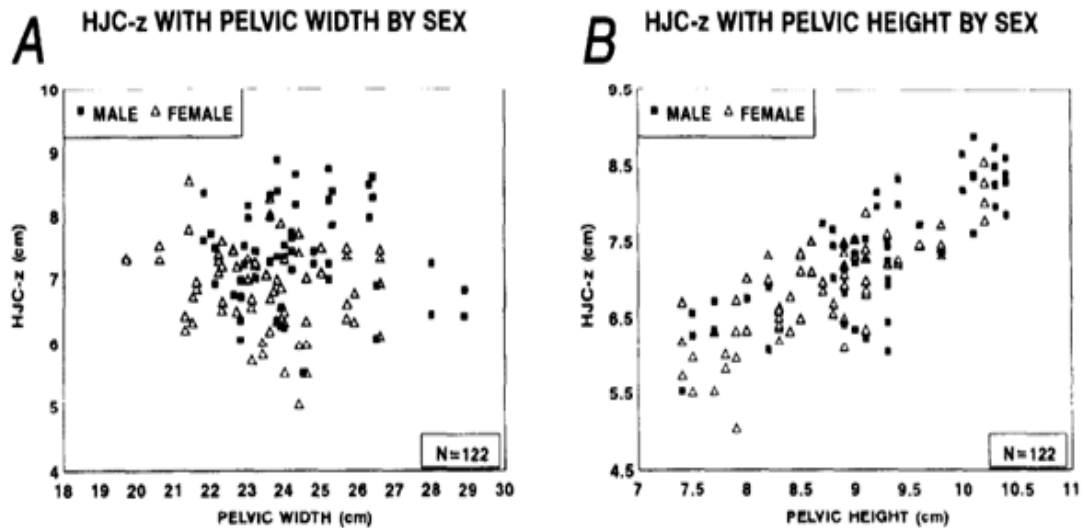 A
HJC-z WITH PELVIC WIDTH BY SEX
10
9
8
7
6
5
4
HJC-z (cm)
MALE FEMALE
N=122
18 19 20 21 22 23 24 25 26 27 28 29 30
PELVIC WIDTH (cm)
B
HJC-z WITH PELVIC HEIGHT BY SEX
9.5
8.5
7.5
6.5
5.5
4.5
HJC-z (cm)
MALE FEMALE
N=122
7 7.5 8 8.5 9 9.5 10 10.5 11
PELVIC HEIGHT (cm)